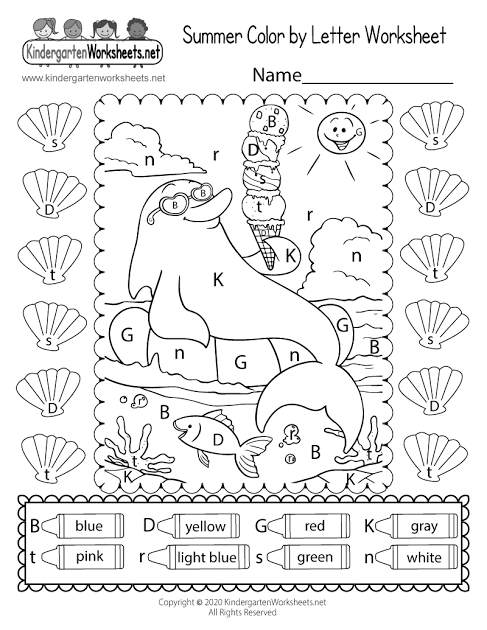 Summer Color by Letter Worksheet
KindergartenWorksheets.net
www.kindergartenworksheets.net
Name
B
s
D
G
n
r
s
s
B
B
D
t
r
D
K
n
t
K
t
G
G
B
s
n
G
n
s
D
B
D
r
B
D
t
t
t
K
K
t
B blue D yellow G red K gray
t pink r light blue s green n white
Copyright © 2020 KindergartenWorksheets.net
All Rights Reserved